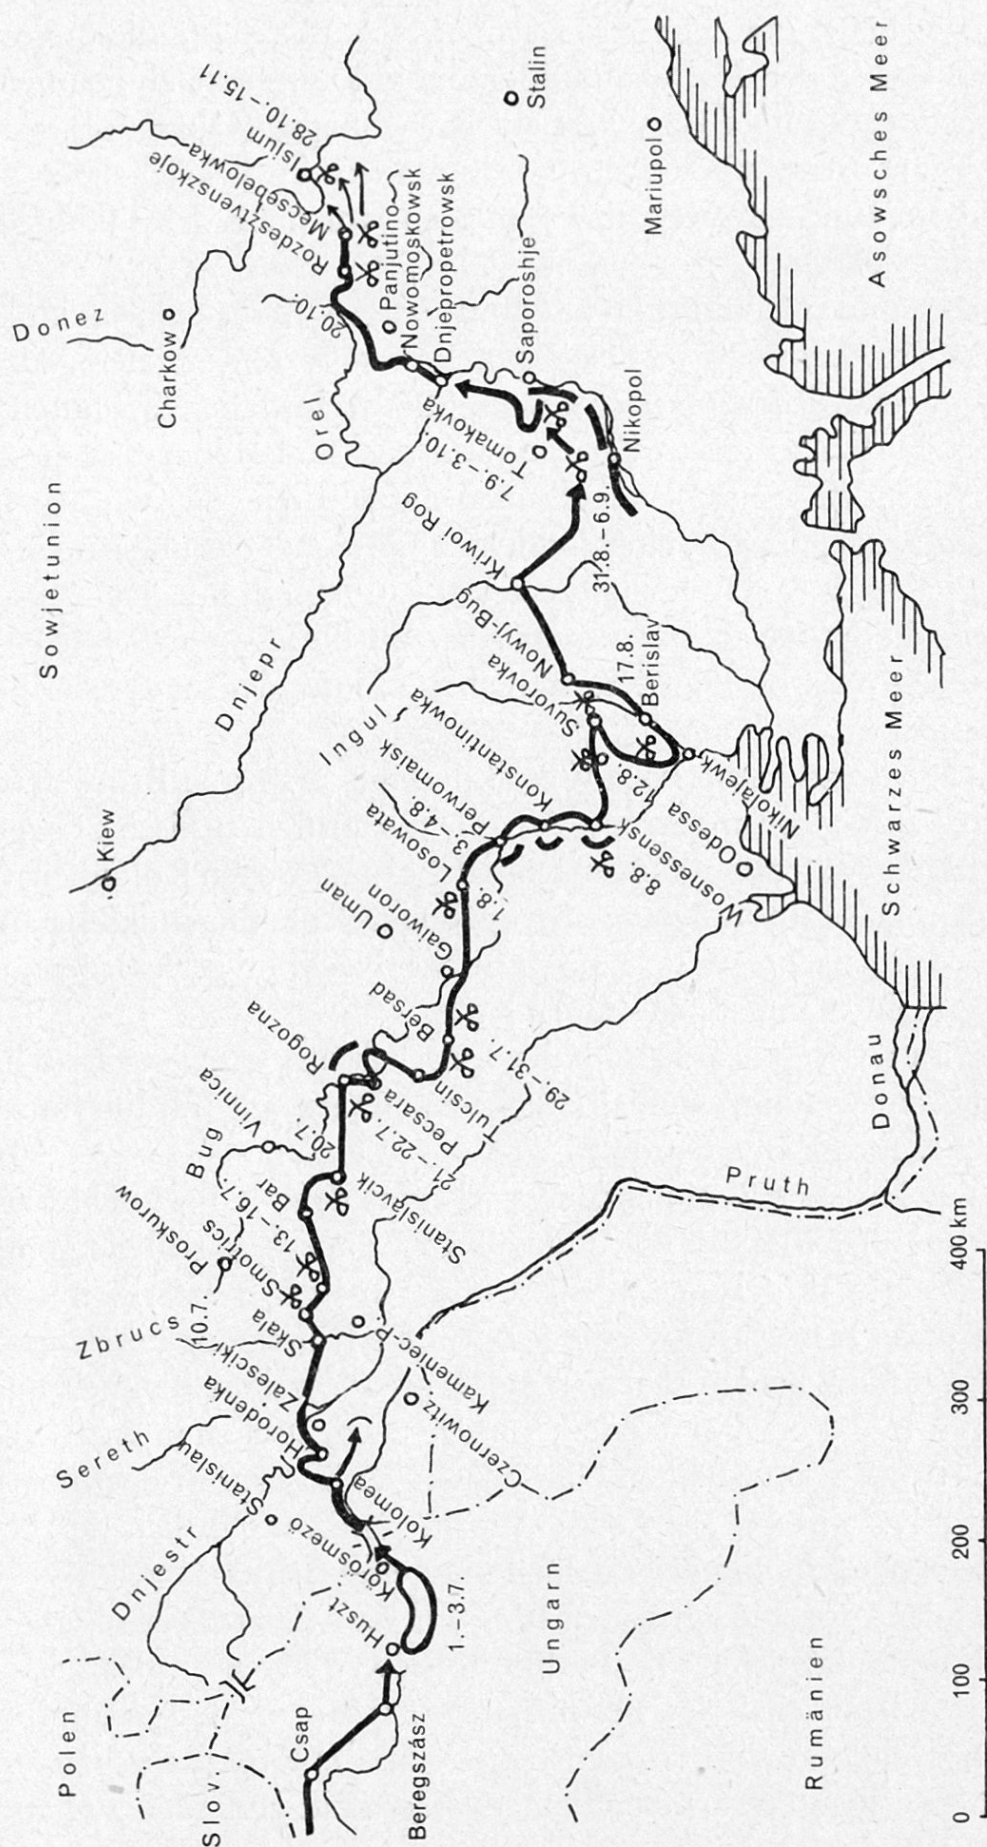 Polen
Slov.
Csap
Beregszász
Huszt
1.–3.7.
Körösmező
Kolomea
Dnjestr
Stanislau
Sereth
Horodenka
Zalesciki
Czernowitz
Kameniec-P.
Zbrucs
Skala
10.7.
Smotrics
Proskurow
13.–16.7.
Bar
Stanislavcik
Bug
Vinnica
20.7.
Rogozna
21.–22.7.
Pecsara
Tulcsin
29.–31.7.
Bersad
Gaiworon
Uman
Losowata
1.8.
3.–4.8.
Perwomaisk
Konstantinowka
8.8.
Wosnessensk
Ingul
12.8.
Suvorovka
Nowyj-Bug
Nikolajewk
Odessa
17.8.
Berislav
Kriwoi Rog
31.8.–6.9.
Nikopol
7.9.–3.10.
Tomakovka
Saporoshje
Dnjepropetrowsk
Nowomoskowsk
Panjutino
20.10.
Rozdesztvenszkoje
Mecsebelowka
Isjum
28.10.–15.11
Orel
Donez
Charkow
Stalin
Mariupol
Kiew
Dnjepr
Sowjetunion
Asowsches Meer
Schwarzes Meer
Donau
Pruth
Ungarn
Rumänien
0
100
200
300
400 km